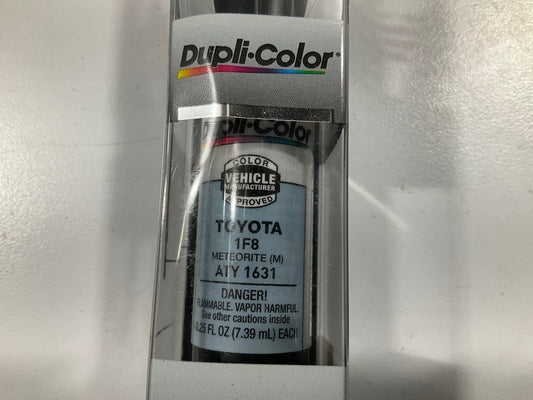 Dupli-Color
Dupli-Color
COLOR
VEHICLE
MANUFACTURER
APPROVED
TOYOTA
1F8
METEORITE (M)
ATY 1631
DANGER!
FLAMMABLE. VAPOR HARMFUL.
See other cautions inside
0.25 FL OZ (7.39 mL) EACH